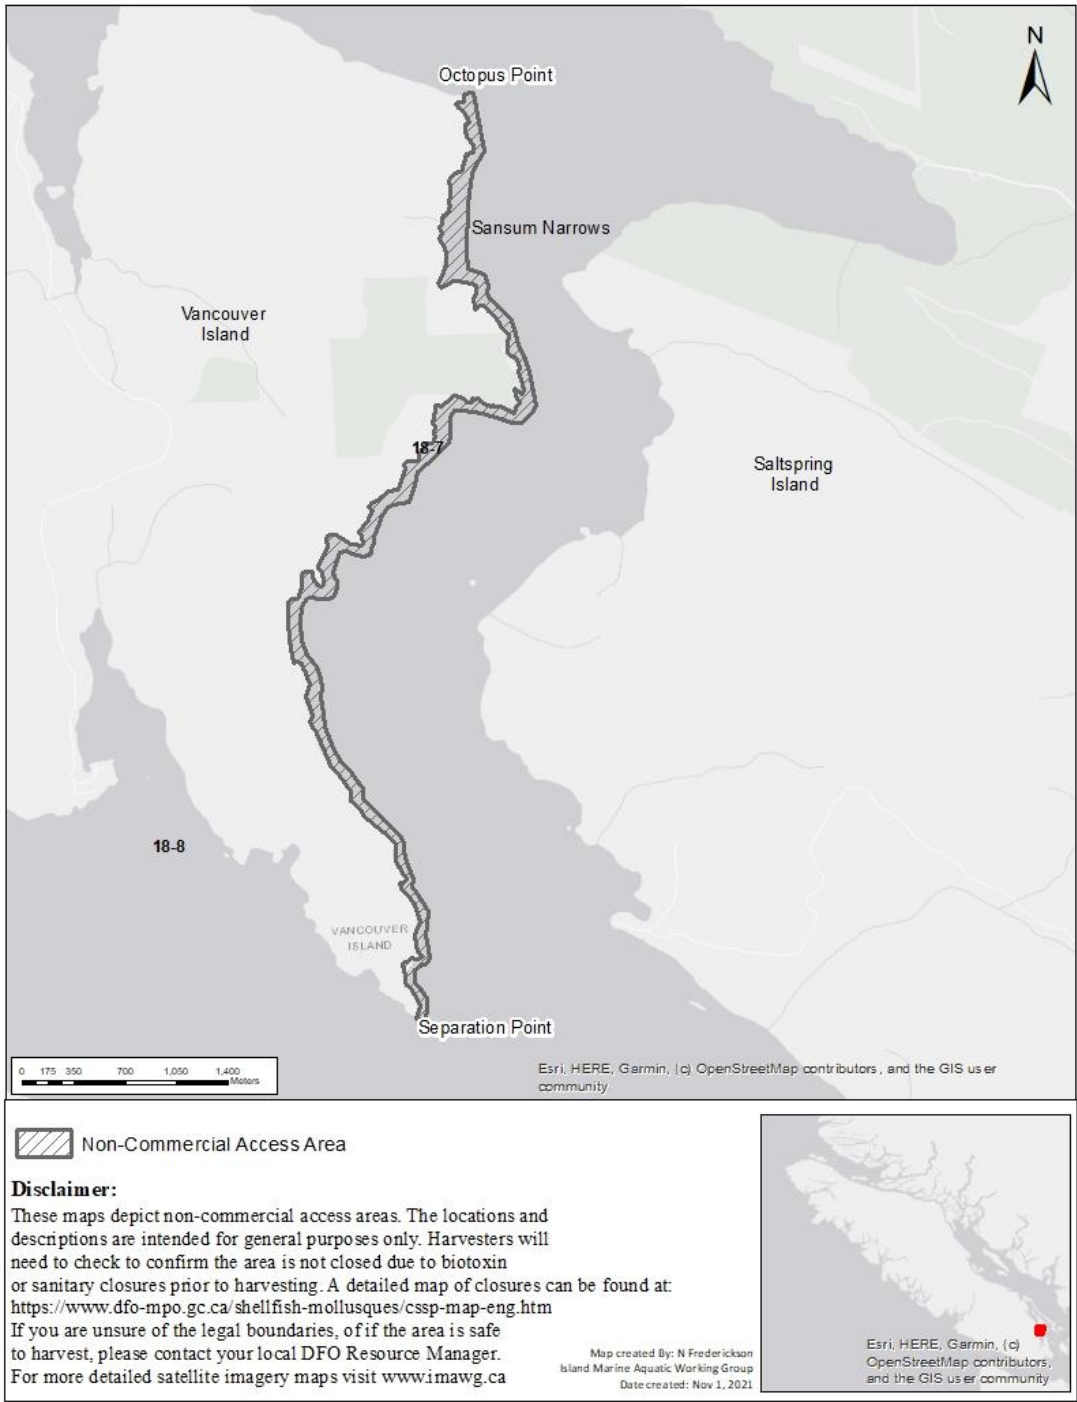 Octopus Point
N
Sansum Narrows
Vancouver
Island
18-7
Saltspring
Island
18-8
VANCOUVER
ISLAND
Separation Point
0 175 350 700 1,050 1,400
Meters
Esri, HERE, Garmin, (c) OpenStreetMap contributors, and the GIS user
community
Non-Commercial Access Area
Disclaimer:
These maps depict non-commercial access areas. The locations and
descriptions are intended for general purposes only. Harvesters will
need to check to confirm the area is not closed due to biotoxin
or sanitary closures prior to harvesting. A detailed map of closures can be found at:
https://www.dfo-mpo.gc.ca/shellfish-mollusques/cssp-map-eng.htm
If you are unsure of the legal boundaries, of if the area is safe
to harvest, please contact your local DFO Resource Manager.
For more detailed satellite imagery maps visit www.imawg.ca
Map created By: N Frederickson
Island Marine Aquatic Working Group
Date created: Nov 1, 2021
Esri, HERE, Garmin, (c)
OpenStreetMap contributors,
and the GIS user community